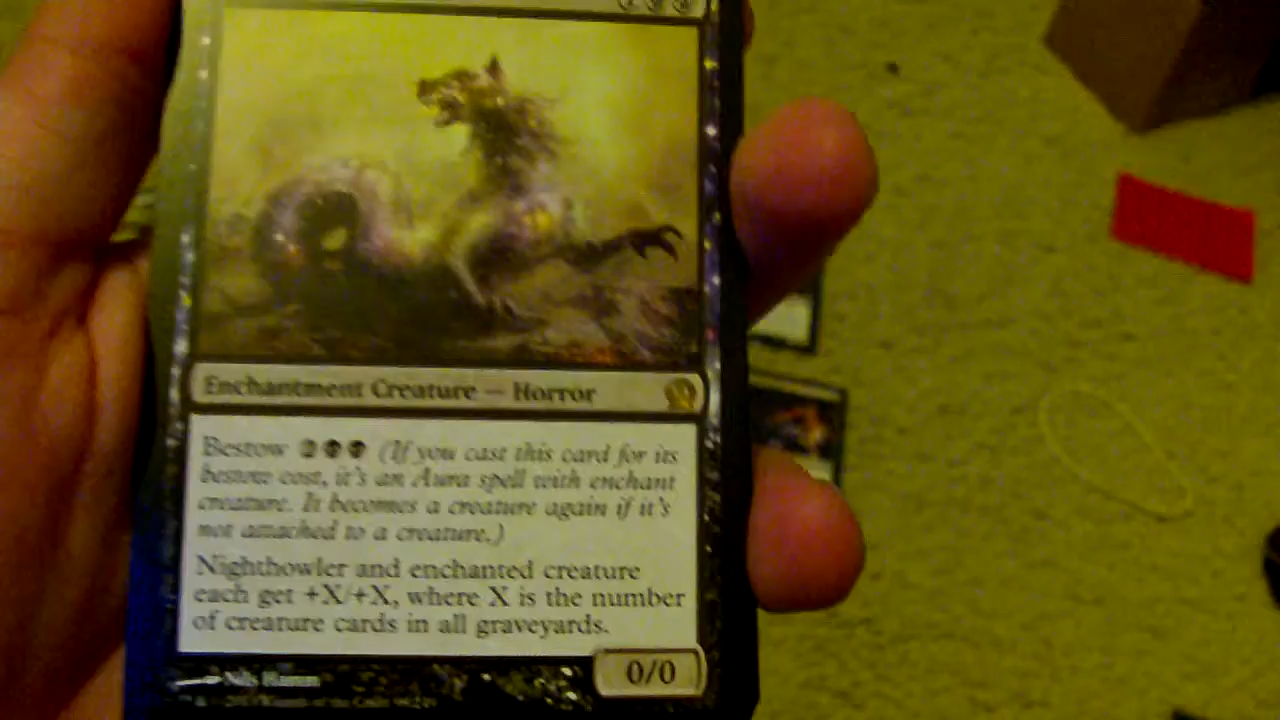 Enchantment Creature — Horror
Bestow (If you cast this card for its
bestow cost, it's an Aura spell with enchant
creature. It becomes a creature again if it's
not attached to a creature.)
Nighthowler and enchanted creature
each get +X/+X, where X is the number
of creature cards in all graveyards.
0/0